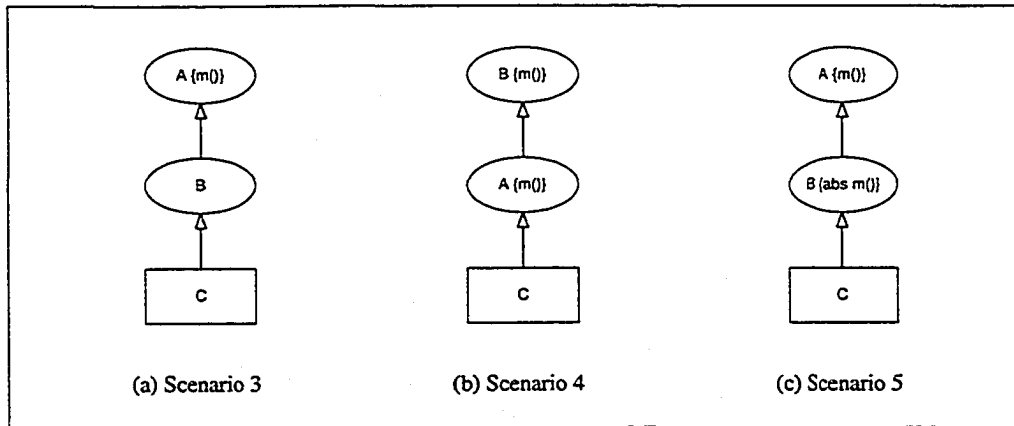 A {m()}
B
C
(a) Scenario 3
B {m()}
A {m()}
C
(b) Scenario 4
A {m()}
B {abs m()}
C
(c) Scenario 5